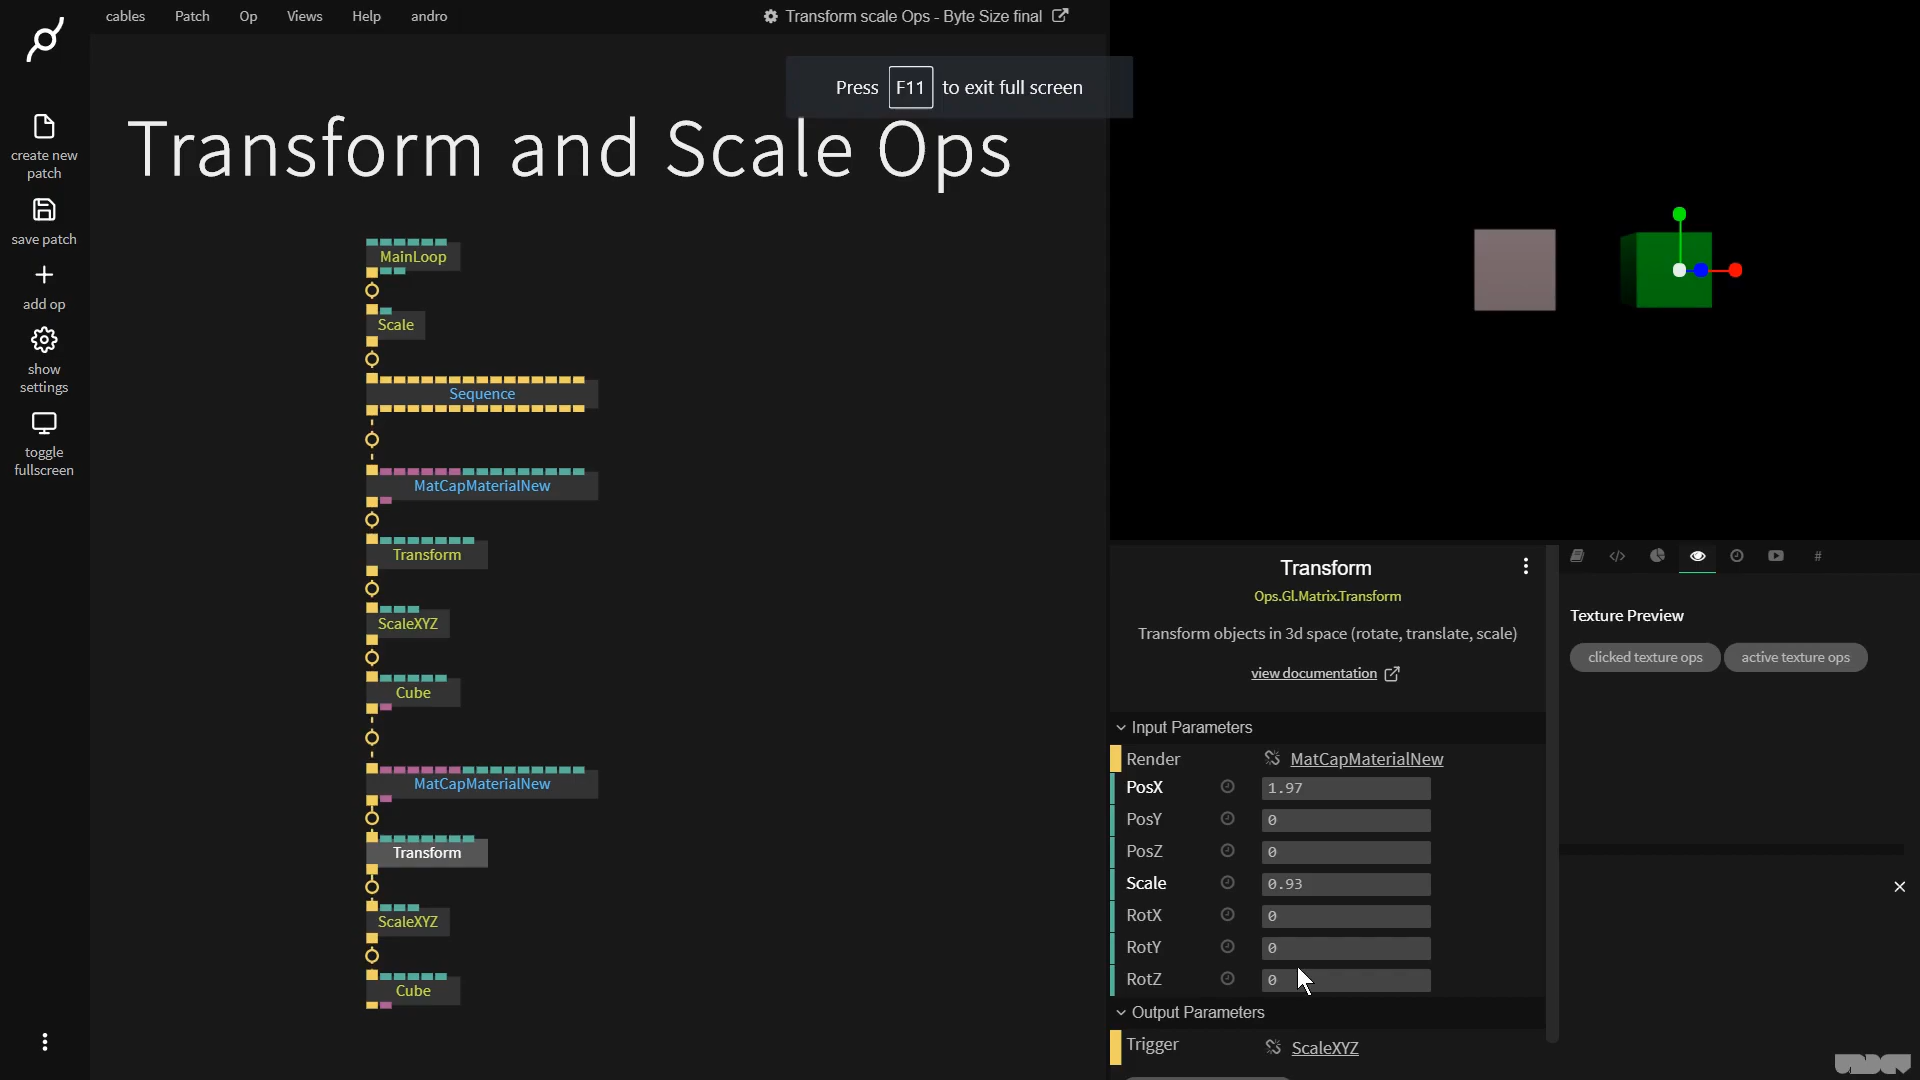 cables Patch Op Views Help andro
Transform scale Ops - Byte Size final
Press F11 to exit full screen
create new
patch
save patch
add op
show
settings
toggle
fullscreen
Transform and Scale Ops
MainLoop
Scale
Sequence
MatCapMaterialNew
Transform
ScaleXYZ
Cube
MatCapMaterialNew
Transform
ScaleXYZ
Cube
Transform
Ops.Gl.Matrix.Transform
Transform objects in 3d space (rotate, translate, scale)
view documentation
Input Parameters
Render MatCapMaterialNew
PosX 1.97
PosY 0
PosZ 0
Scale 0.93
RotX 0
RotY 0
RotZ 0
Output Parameters
Trigger ScaleXYZ
#
Texture Preview
clicked texture ops active texture ops